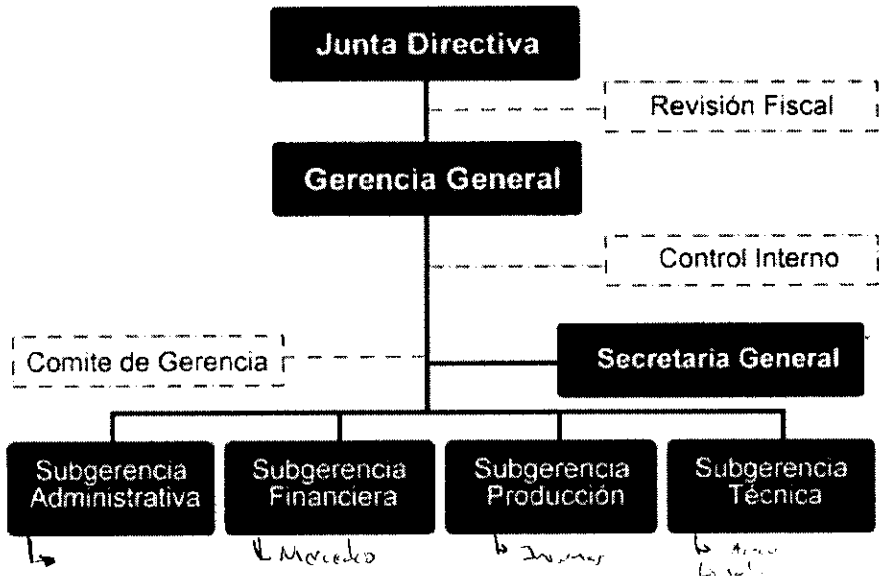 Junta Directiva
Revisión Fiscal
Gerencia General
Control Interno
Comite de Gerencia
Secretaria General
Subgerencia
Administrativa
Subgerencia
Financiera
Subgerencia
Producción
Subgerencia
Técnica
Mercadeo